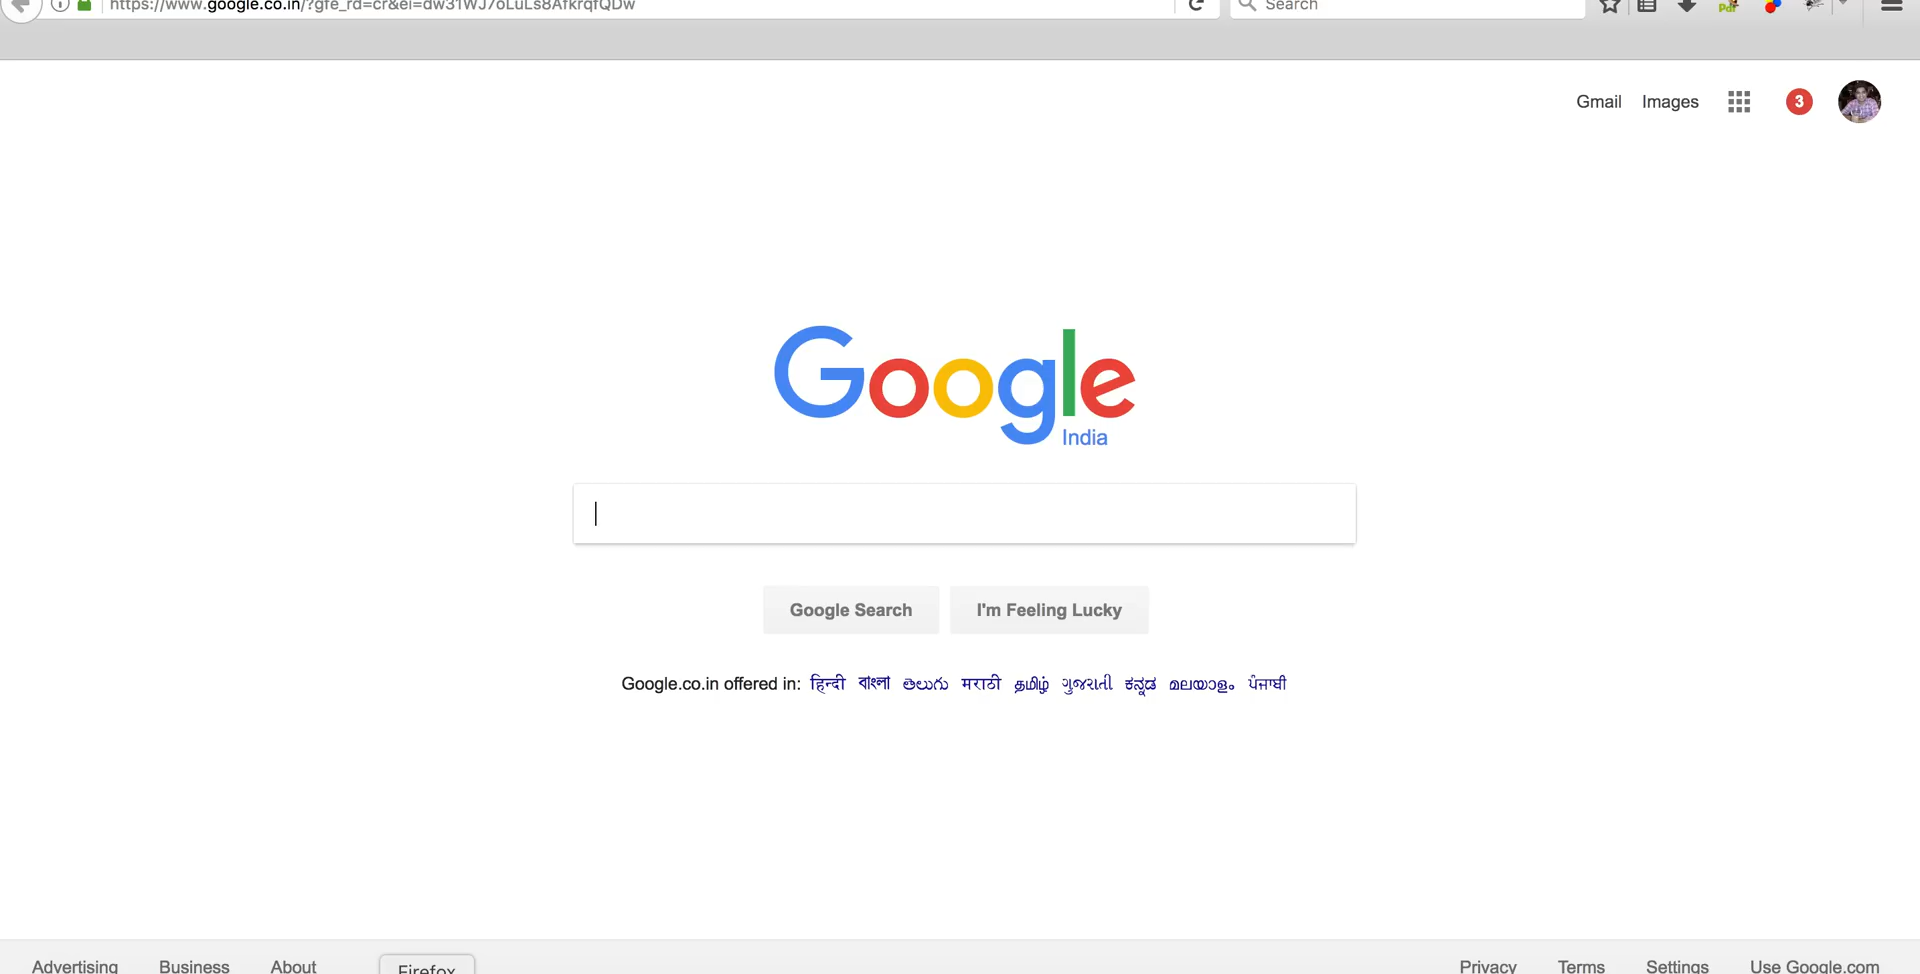 https://www.google.co.in/?gfe_rd=cr&ei=dw31WJ7oLuLs8AfkrqfQDw
Search
Pdf
Gmail Images 3
Google
India
Google Search I'm Feeling Lucky
Google.co.in offered in: हिन्दी বাংলা తెలుగు मराठी தமிழ் ગુજરાતી ಕನ್ನಡ മലയാളം ਪੰਜਾਬੀ
Advertising Business About Firefox Privacy Terms Settings Use Google.com